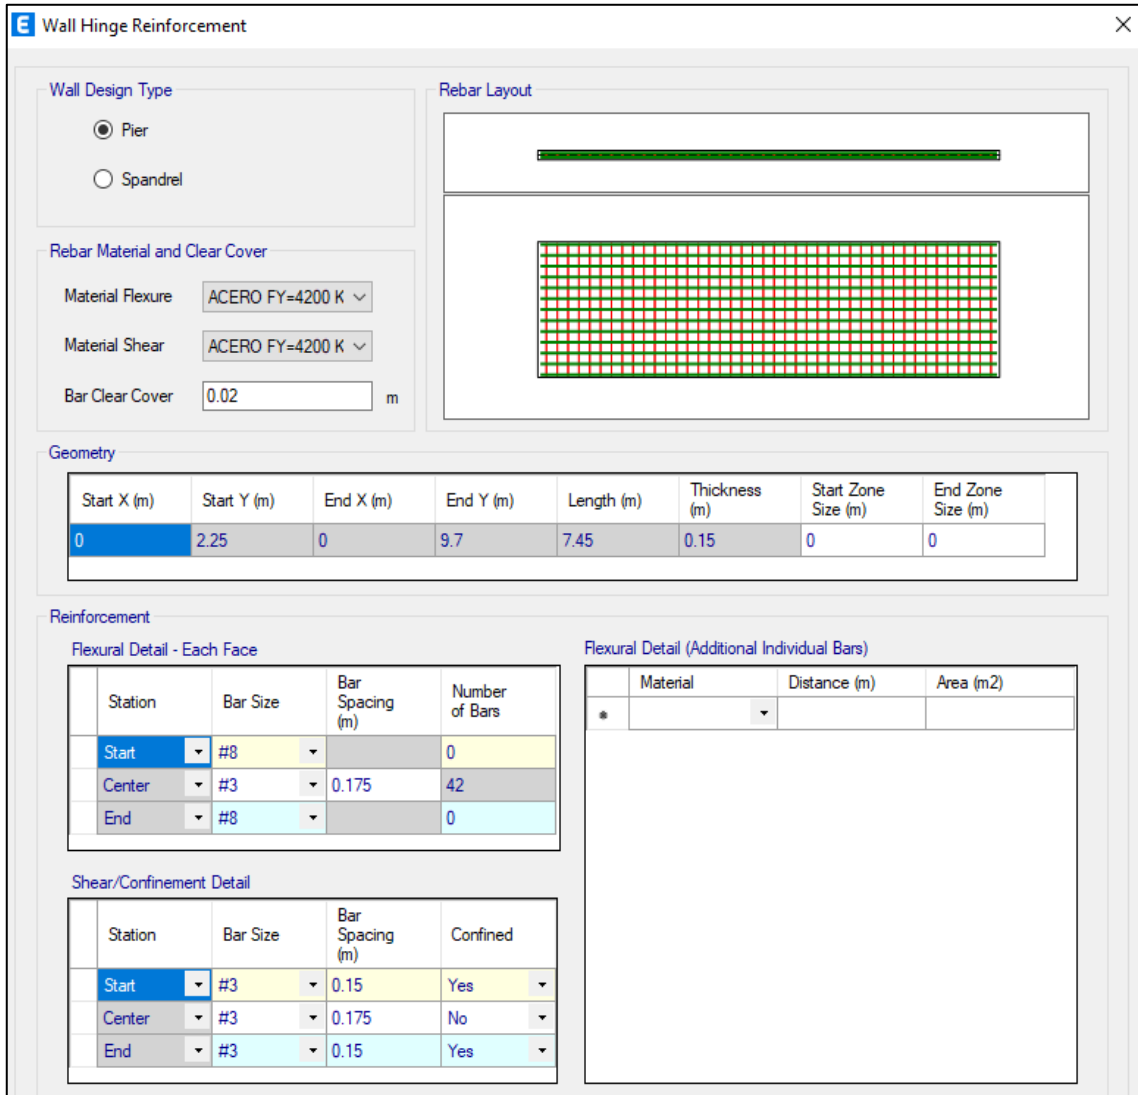 E Wall Hinge Reinforcement
Wall Design Type
Pier
Spandrel
Rebar Layout
Rebar Material and Clear Cover
Material Flexure ACERO FY=4200 K
Material Shear ACERO FY=4200 K
Bar Clear Cover 0.02 m
Geometry
Start X (m) Start Y (m) End X (m) End Y (m) Length (m) Thickness (m) Start Zone Size (m) End Zone Size (m)
0 2.25 0 9.7 7.45 0.15 0 0
Reinforcement
Flexural Detail - Each Face
Station Bar Size Bar Spacing (m) Number of Bars
Start #8 0
Center #3 0.175 42
End #8 0
Flexural Detail (Additional Individual Bars)
Material Distance (m) Area (m2)
*
Shear/Confinement Detail
Station Bar Size Bar Spacing (m) Confined
Start #3 0.15 Yes
Center #3 0.175 No
End #3 0.15 Yes